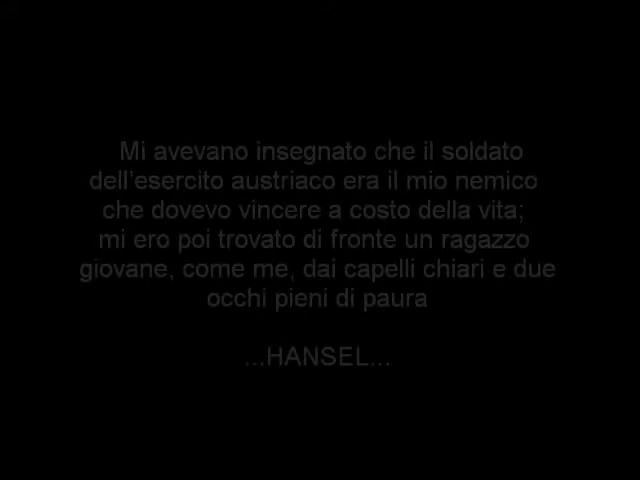 Mi avevano insegnato che il soldato
dell'esercito austriaco era il mio nemico
che dovevo vincere a costo della vita;
mi ero poi trovato di fronte un ragazzo
giovane, come me, dai capelli chiari e due
occhi pieni di paura
...HANSEL...